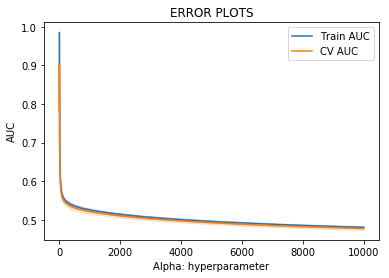 ERROR PLOTS
Train AUC
CV AUC
AUC
1.0
0.9
0.8
0.7
0.6
0.5
0 2000 4000 6000 8000 10000
Alpha: hyperparameter